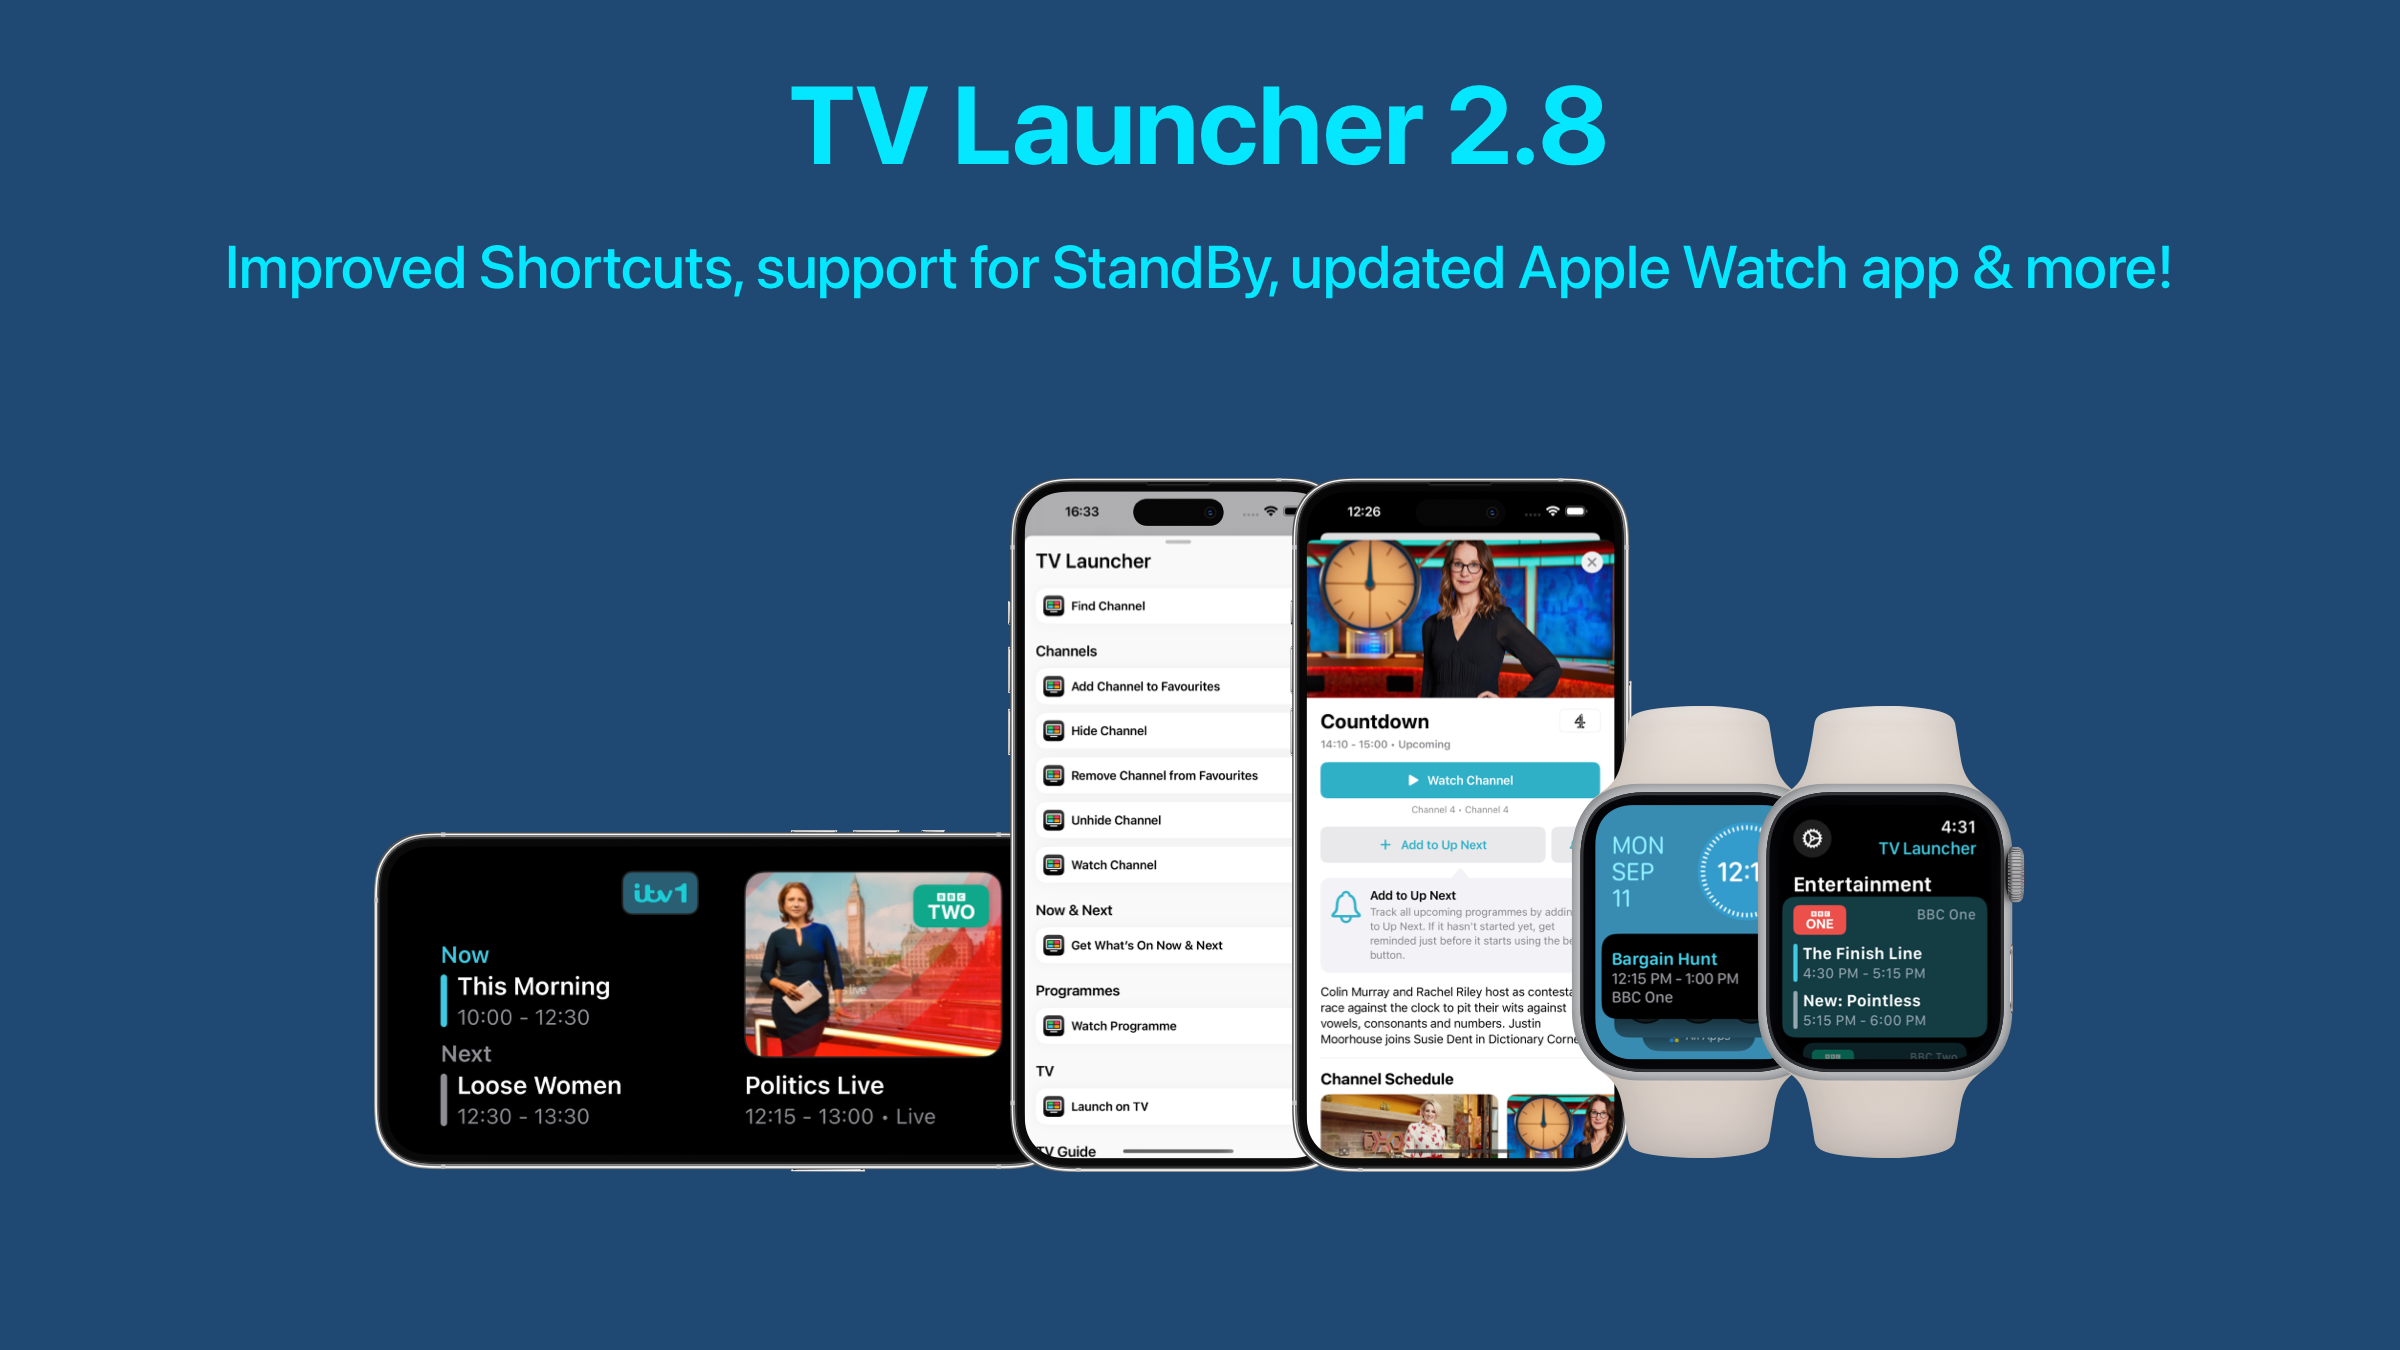 TV Launcher 2.8
Improved Shortcuts, support for StandBy, updated Apple Watch app & more!
itv1
Now
This Morning
10:00 - 12:30
Next
Loose Women
12:30 - 13:30
BBC
TWO
Politics Live
12:15 - 13:00 • Live
16:33
TV Launcher
Find Channel
Channels
Add Channel to Favourites
Hide Channel
Remove Channel from Favourites
Unhide Channel
Watch Channel
Now & Next
Get What's On Now & Next
Programmes
Watch Programme
TV
Launch on TV
TV Guide
12:26
Countdown
4
14:10 - 15:00 • Upcoming
Watch Channel
Channel 4 • Channel 4
+ Add to Up Next
Add to Up Next
Track all upcoming programmes by addin
to Up Next. If it hasn't started yet, get
reminded just before it starts using the be
button.
Colin Murray and Rachel Riley host as contesta
race against the clock to pit their wits against
vowels, consonants and numbers. Justin
Moorhouse joins Susie Dent in Dictionary Corne
Channel Schedule
MON
SEP
11
12:1
Bargain Hunt
12:15 PM - 1:00 PM
BBC One
All Apps
4:31
TV Launcher
Entertainment
BBC
ONE
BBC One
The Finish Line
4:30 PM - 5:15 PM
New: Pointless
5:15 PM - 6:00 PM
BBC Two